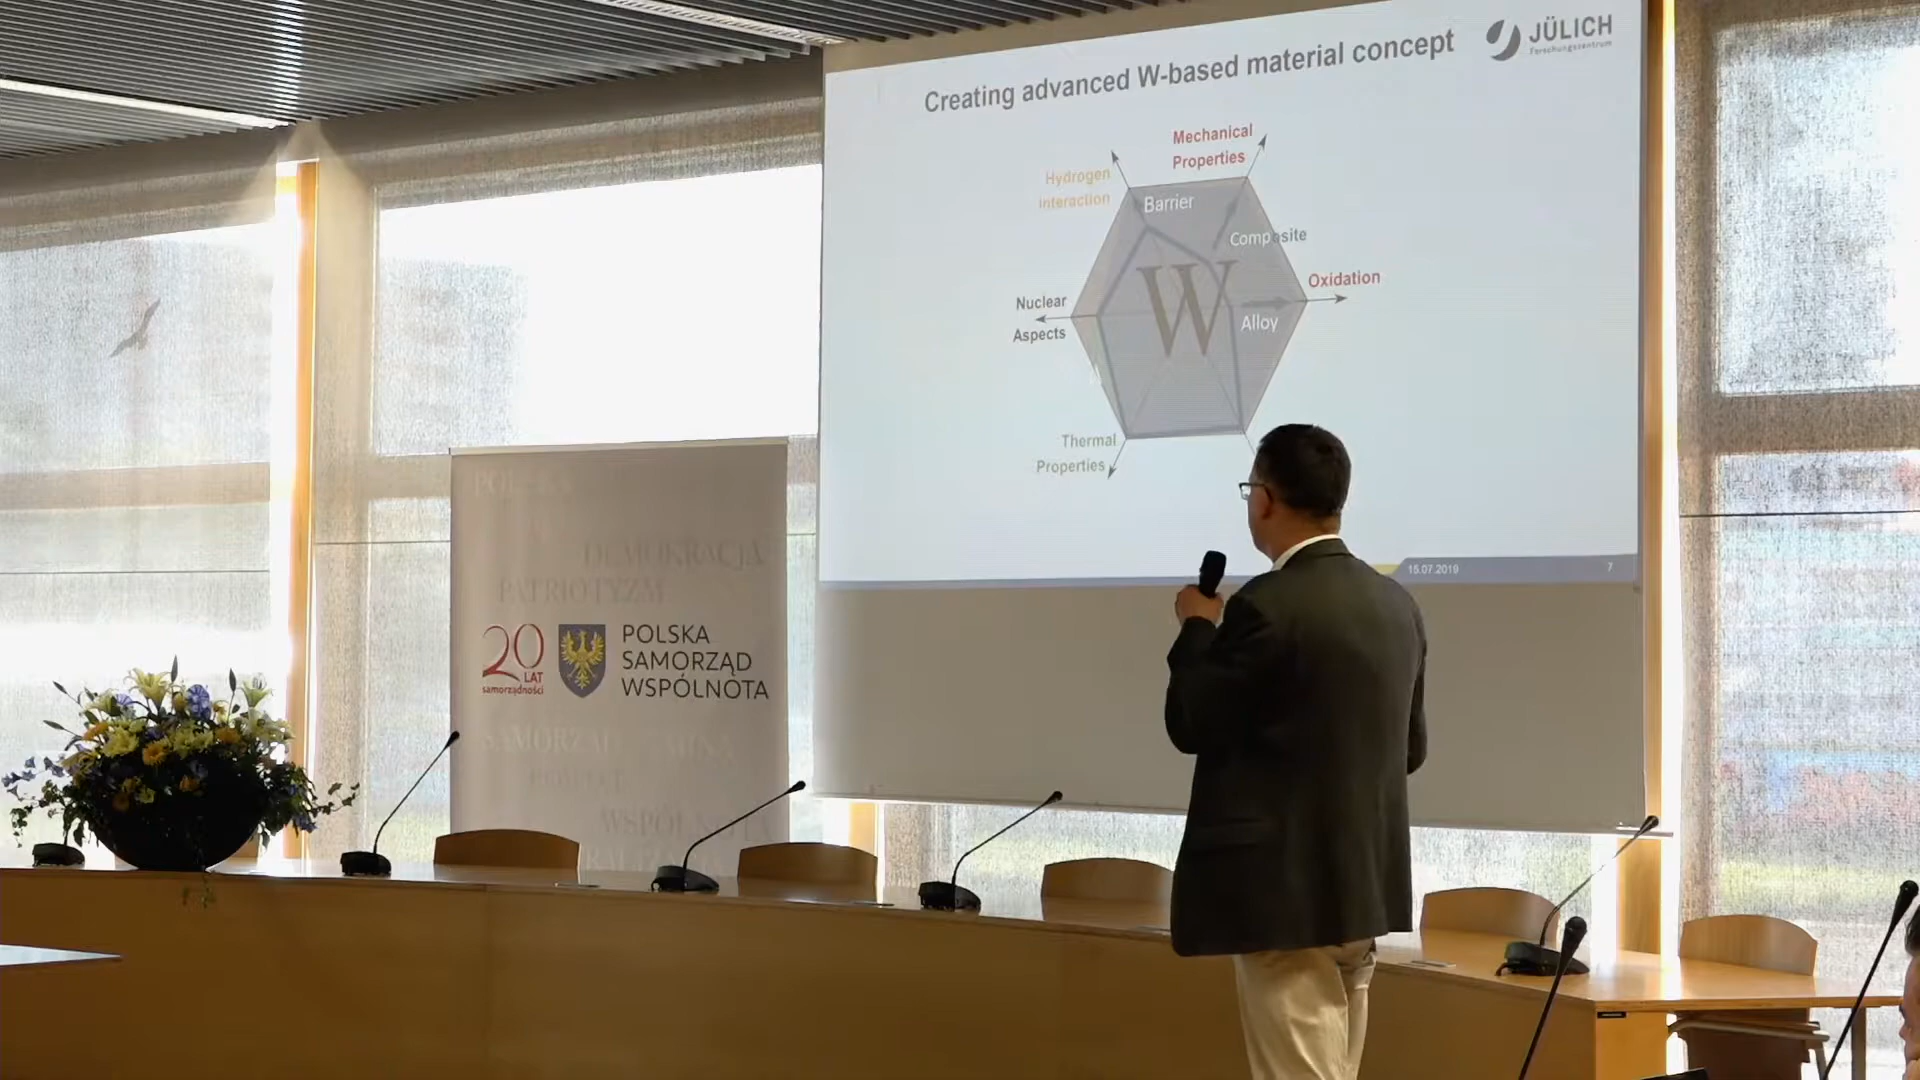 Creating advanced W-based material concept
JÜLICH
Forschungszentrum
Mechanical
Properties
Hydrogen
interaction
Barrier
Composite
Oxidation
Nuclear
Aspects
W
Alloy
Thermal
Properties
15.07.2019
7
DEMOKRACJA
PATRIOTYZM
20
LAT
samorządności
POLSKA
SAMORZĄD
WSPÓLNOTA